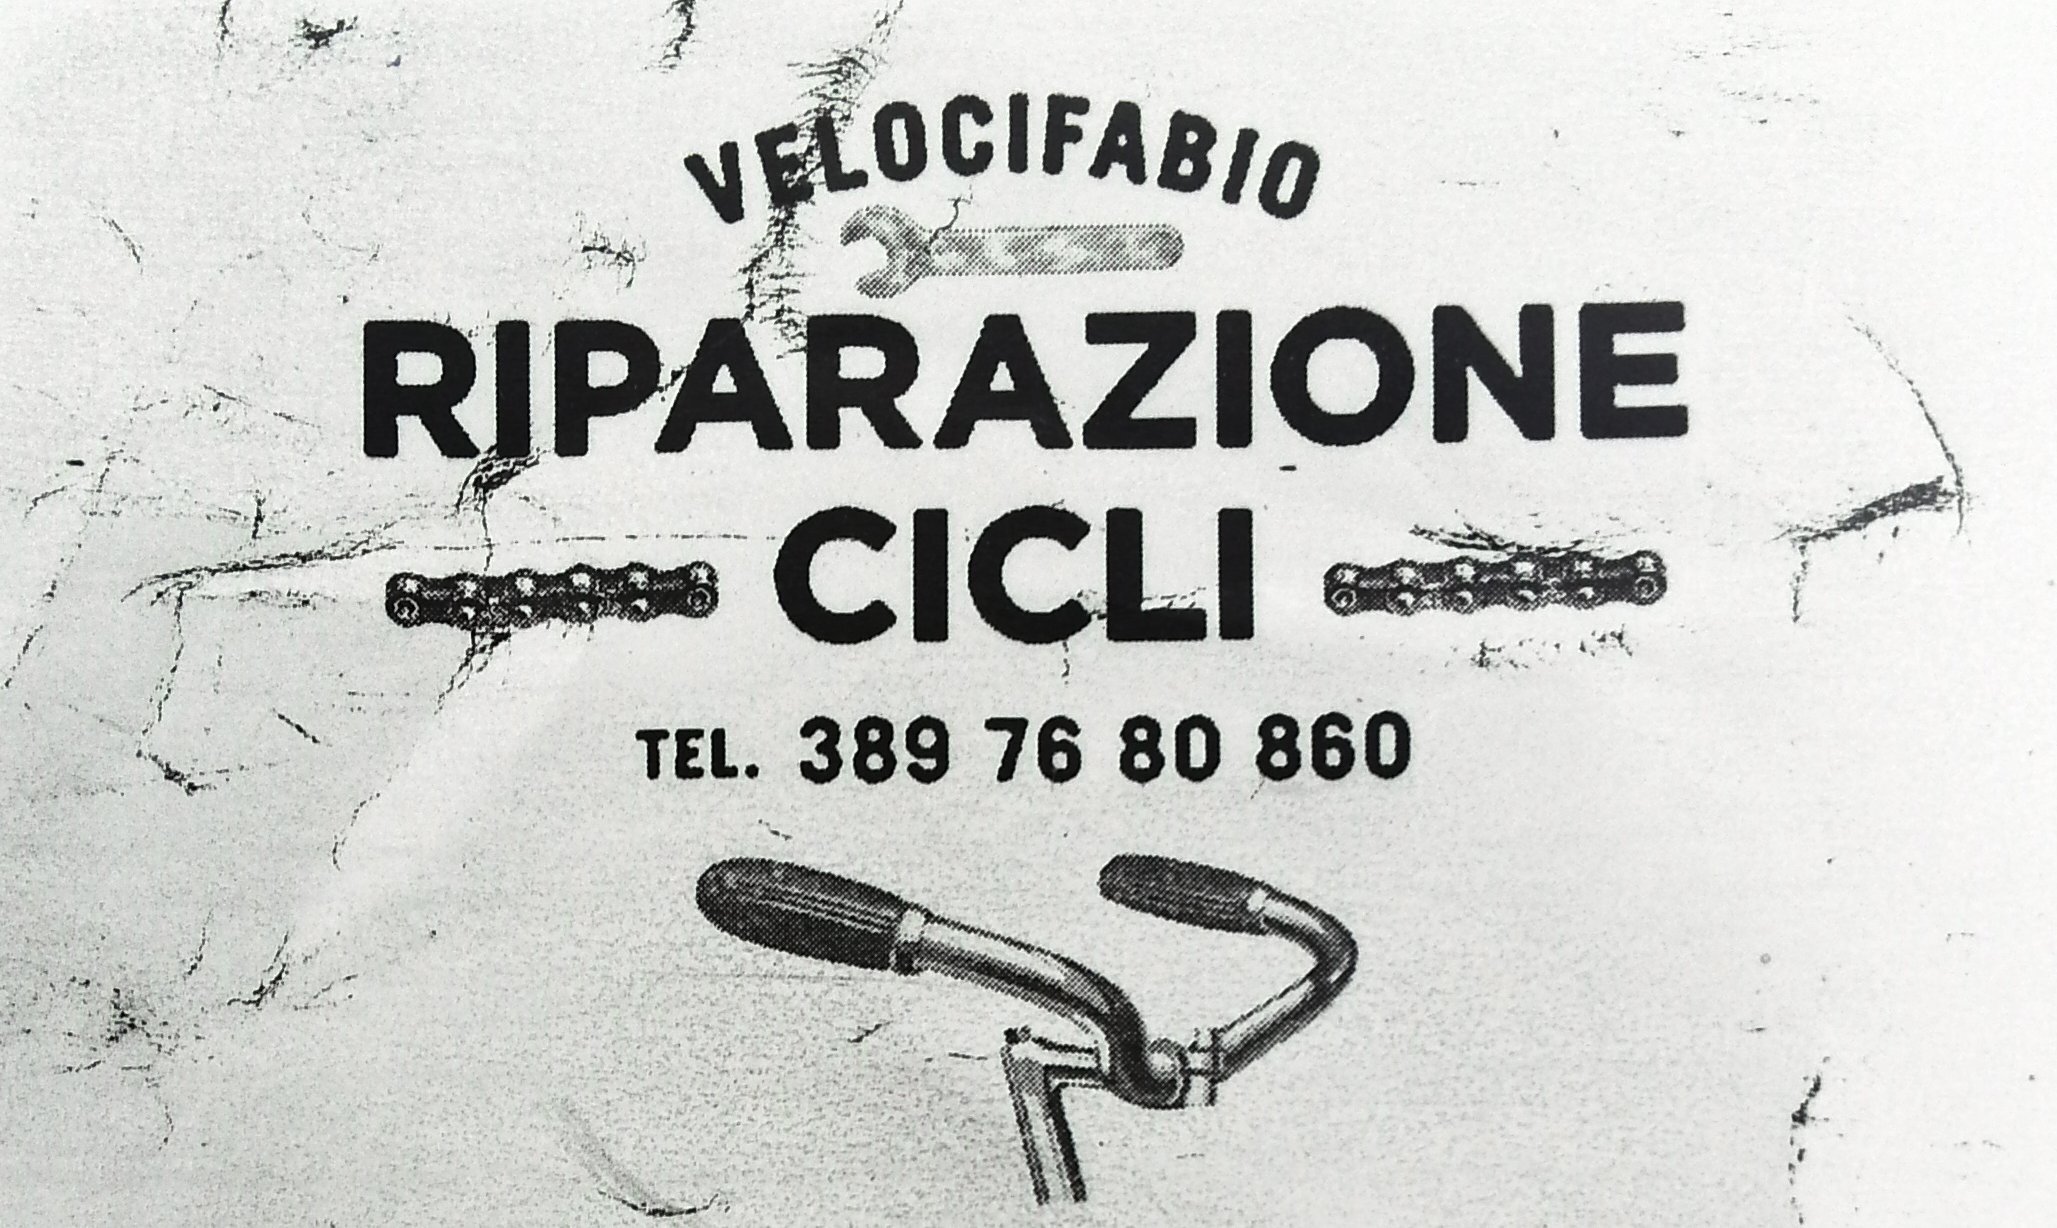 VELOCIFABIO
RIPARAZIONE
CICLI
TEL. 389 76 80 860